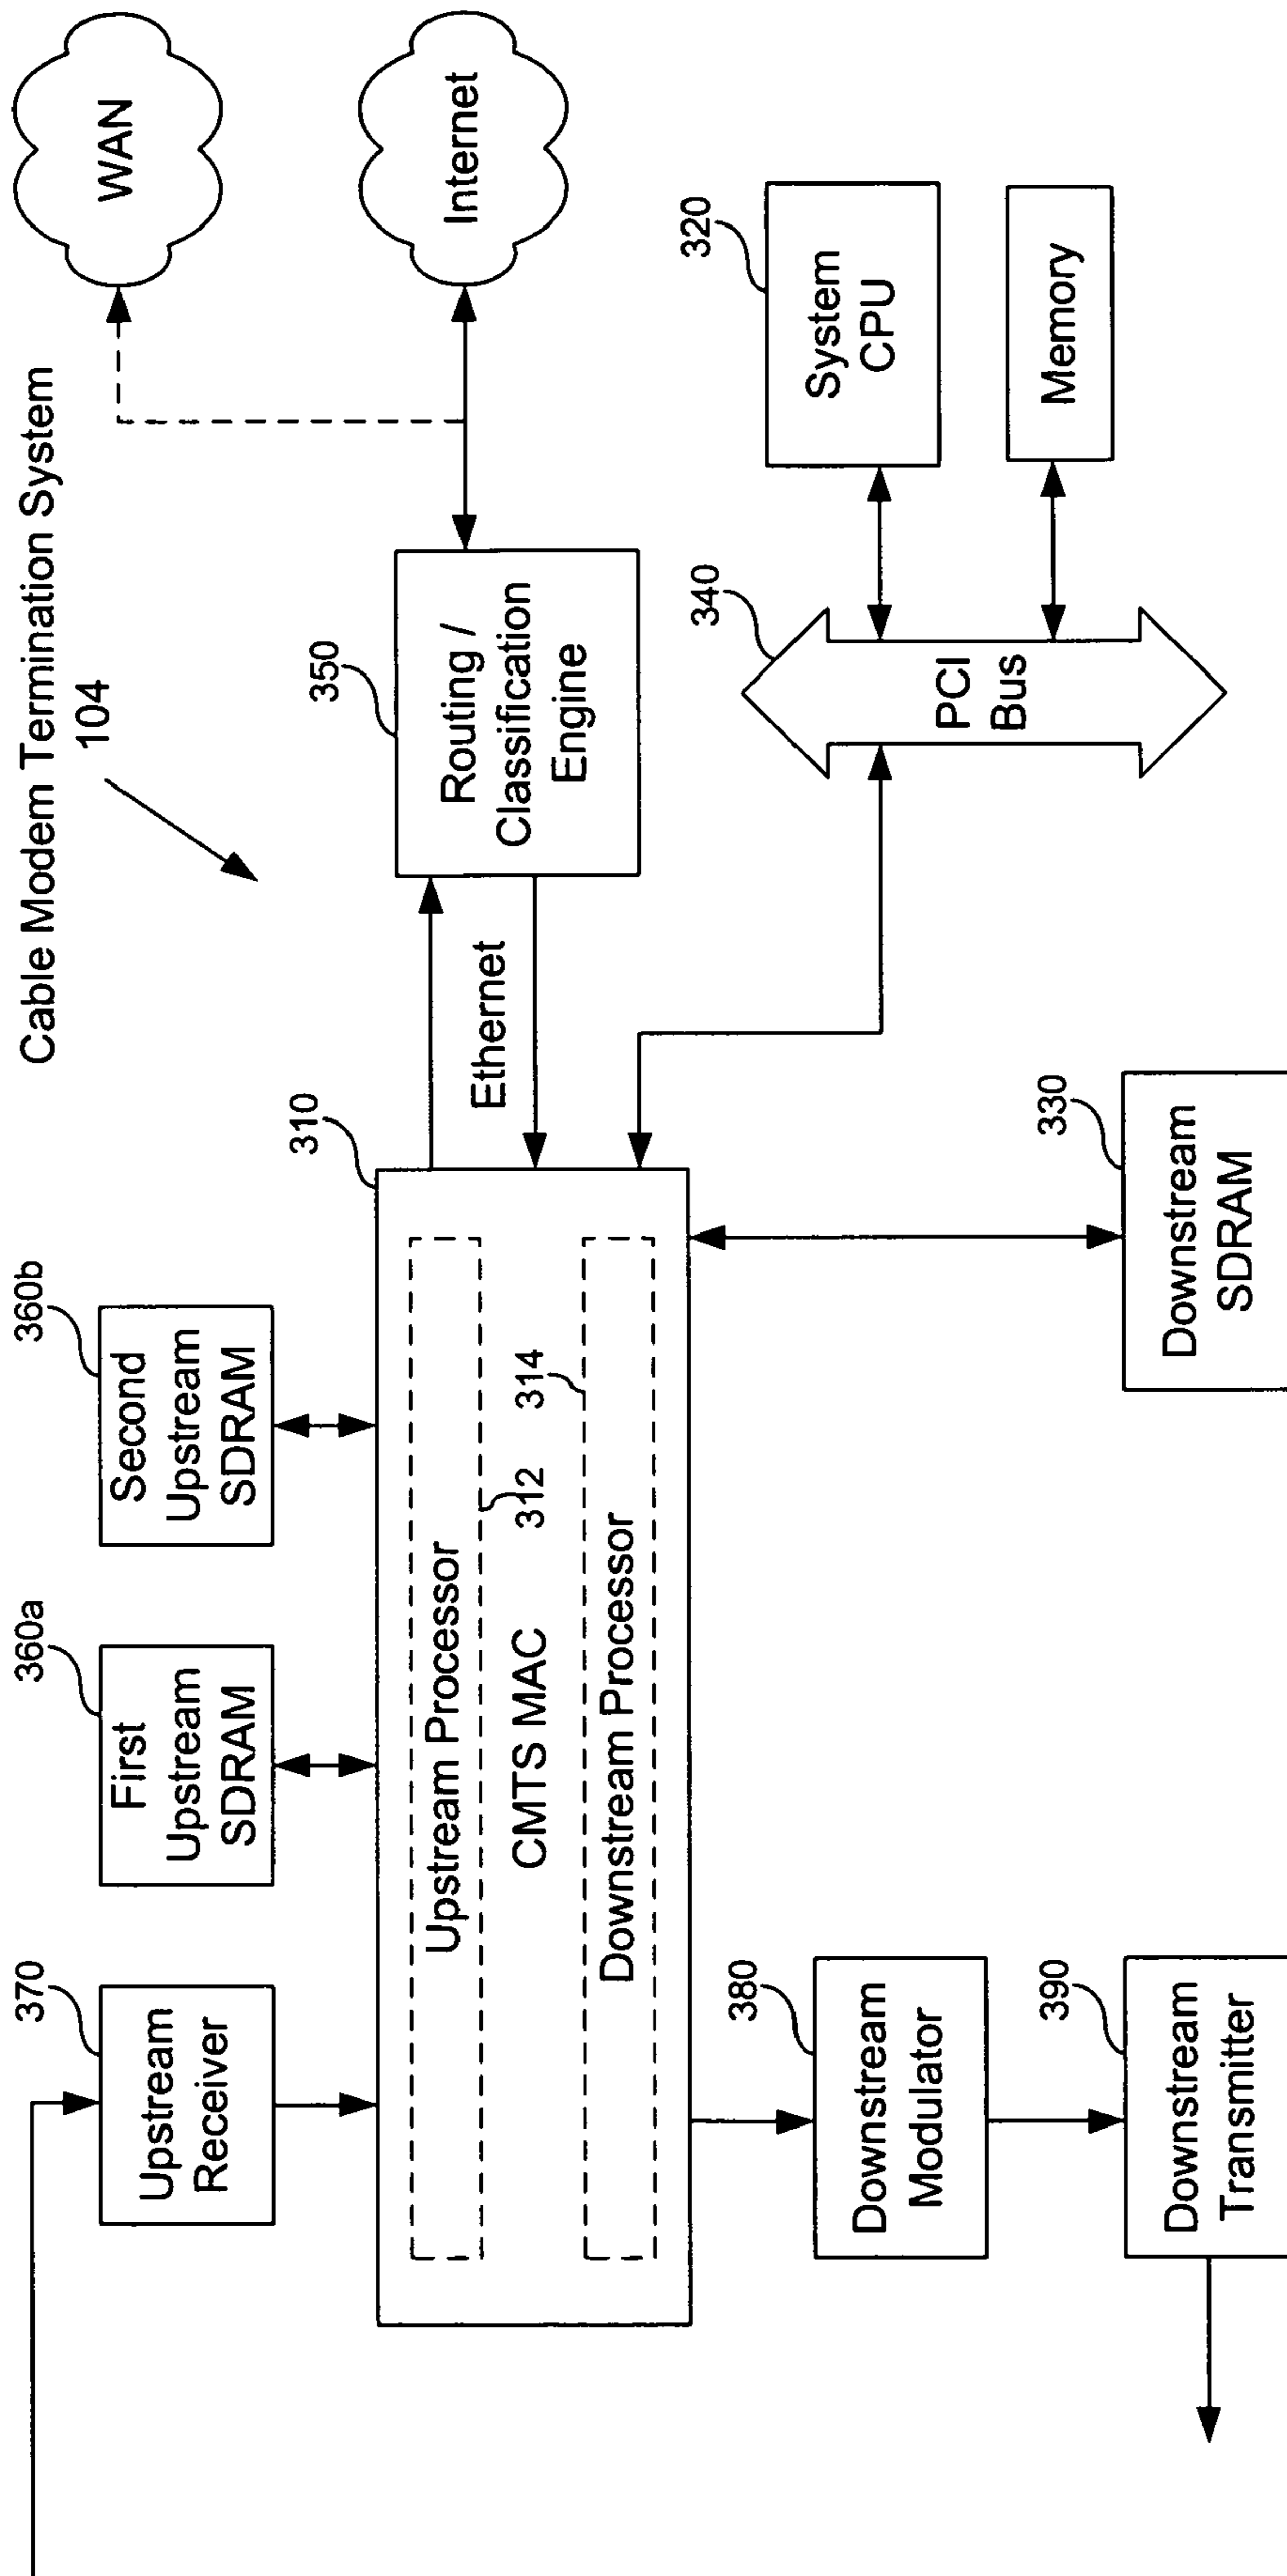 Cable Modem Termination System
104
370
Upstream
Receiver
360a
First
Upstream
SDRAM
360b
Second
Upstream
SDRAM
310
Upstream Processor
312
CMTS MAC
314
Downstream Processor
Ethernet
350
Routing /
Classification
Engine
WAN
Internet
380
Downstream
Modulator
390
Downstream
Transmitter
330
Downstream
SDRAM
340
PCI
Bus
320
System
CPU
Memory